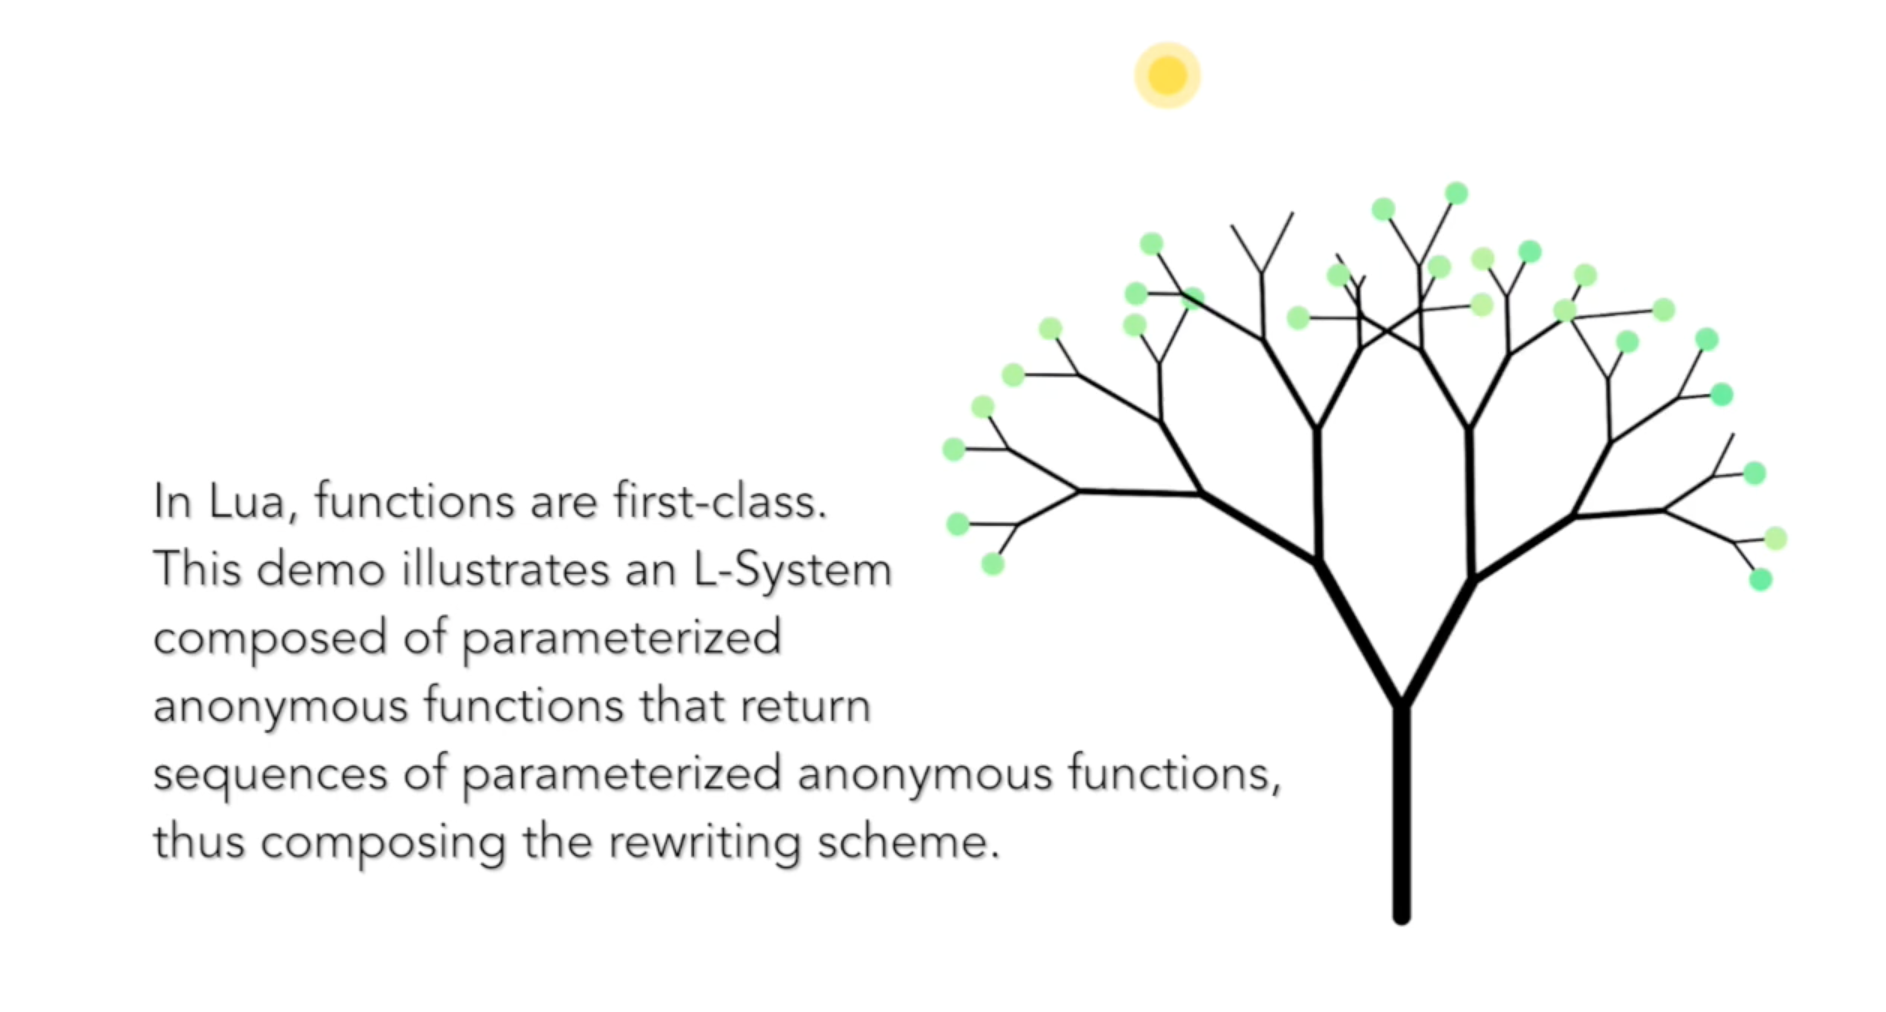 In Lua, functions are first-class.
This demo illustrates an L-System
composed of parameterized
anonymous functions that return
sequences of parameterized anonymous functions,
thus composing the rewriting scheme.